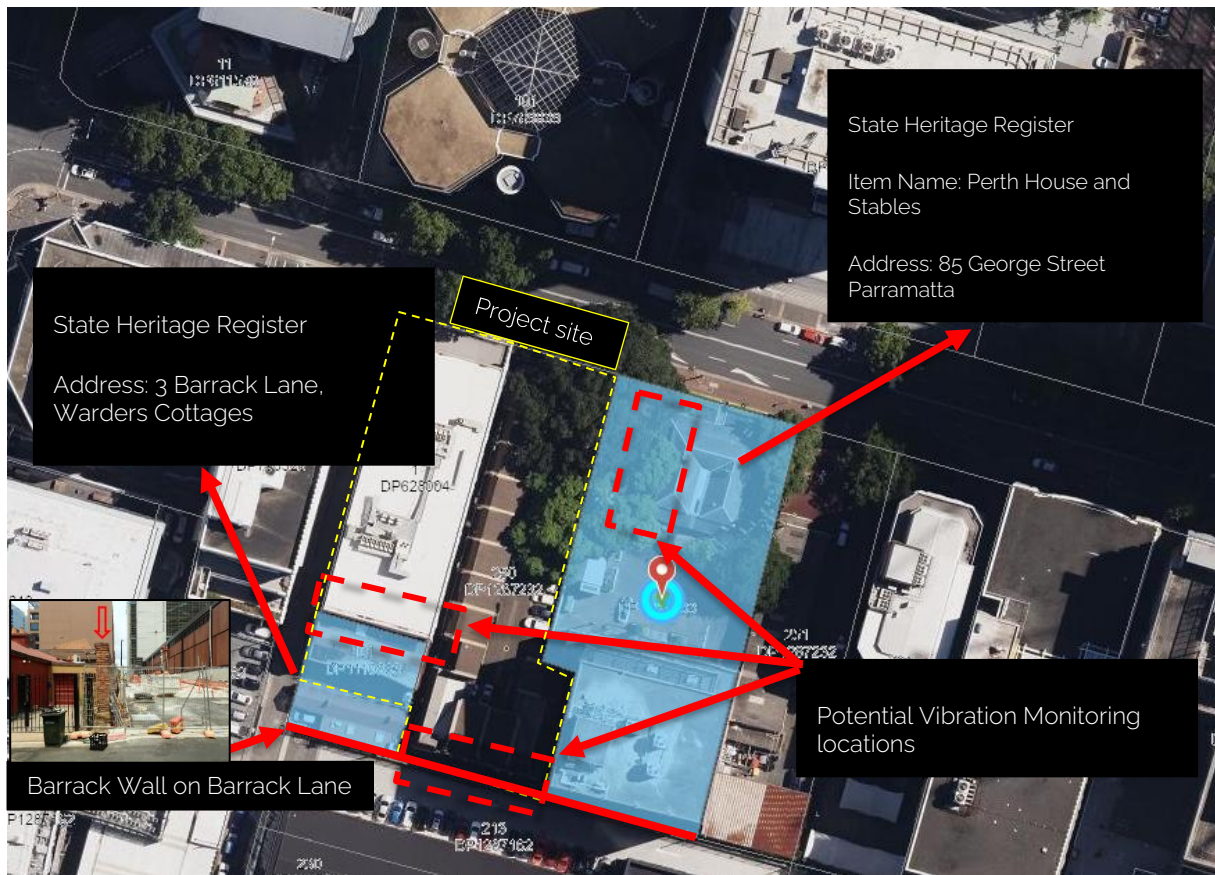 State Heritage Register
Item Name: Perth House and
Stables
Address: 85 George Street
Parramatta
Project site
State Heritage Register
Address: 3 Barrack Lane,
Warders Cottages
DP628004
DP1267232
Potential Vibration Monitoring
locations
Barrack Wall on Barrack Lane